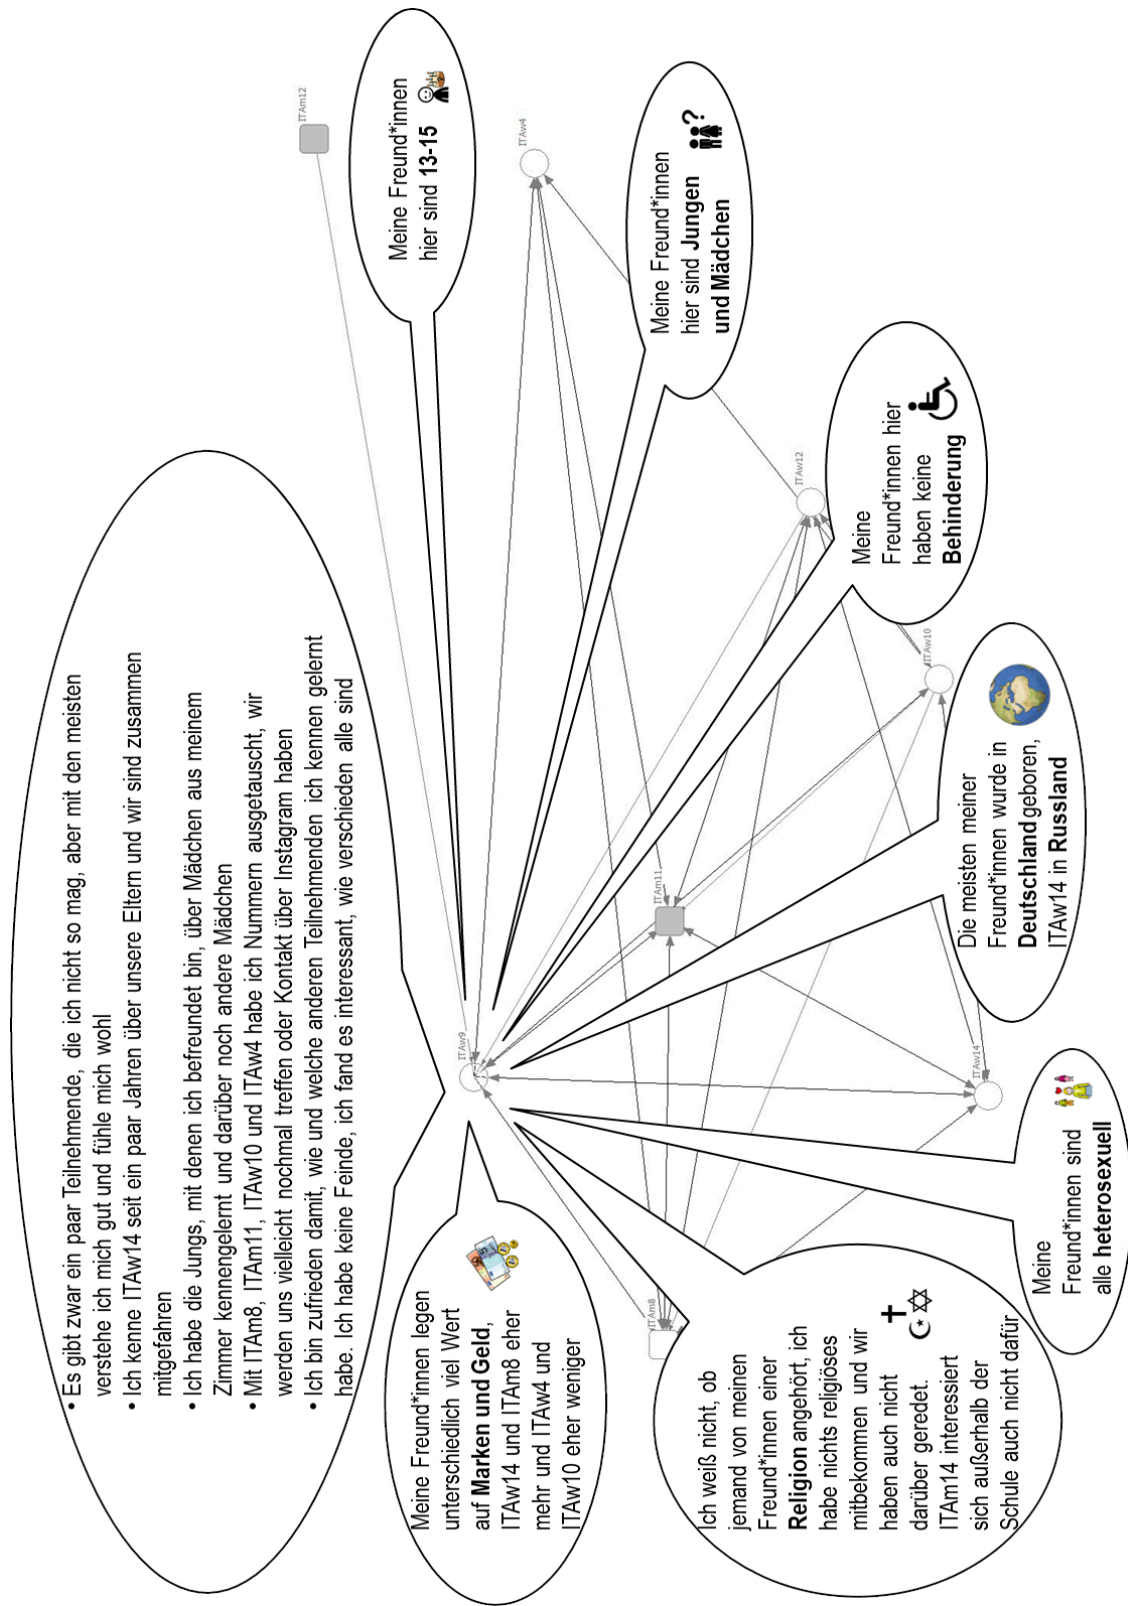 • Es gibt zwar ein paar Teilnehmende, die ich nicht so mag, aber mit den meisten
verstehe ich mich gut und fühle mich wohl
• Ich kenne ITAw14 seit ein paar Jahren über unsere Eltern und wir sind zusammen
mitgefahren
• Ich habe die Jungs, mit denen ich befreundet bin, über Mädchen aus meinem
Zimmer kennengelernt und darüber noch andere Mädchen
• Mit ITAm8, ITAm11, ITAw10 und ITAw4 habe ich Nummern ausgetauscht, wir
werden uns vielleicht nochmal treffen oder Kontakt über Instagram haben
• Ich bin zufrieden damit, wie und welche anderen Teilnehmenden ich kennen gelernt
habe. Ich habe keine Feinde, ich fand es interessant, wie verschieden alle sind
ITAm12
Meine Freund*innen
hier sind 13-15
Meine Freund*innen legen
unterschiedlich viel Wert
auf Marken und Geld,
ITAw14 und ITAm8 eher
mehr und ITAw4 und
ITAw10 eher weniger
ITAw9
ITAw4
Meine Freund*innen
hier sind Jungen
und Mädchen
?
ITAm8
ITAm11
ITAw12
Ich weiß nicht, ob
jemand von meinen
Freund*innen einer
Religion angehört, ich
habe nichts religiöses
mitbekommen und wir
haben auch nicht
darüber geredet.
ITAm14 interessiert
sich außerhalb der
Schule auch nicht dafür
Meine
Freund*innen hier
haben keine
Behinderung
ITAw10
ITAw14
Die meisten meiner
Freund*innen wurde in
Deutschland geboren,
ITAw14 in Russland
Meine
Freund*innen sind
alle heterosexuell